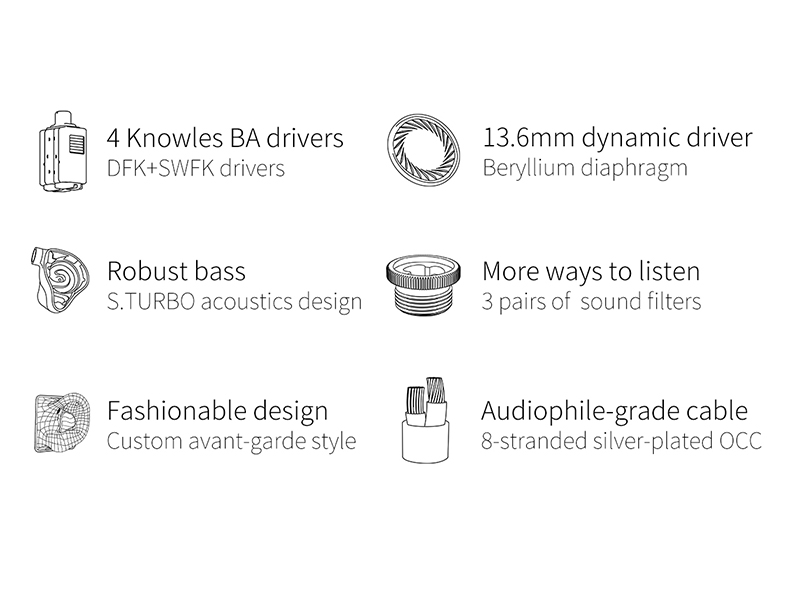 4 Knowles BA drivers
DFK+SWFK drivers
13.6mm dynamic driver
Beryllium diaphragm
Robust bass
S.TURBO acoustics design
More ways to listen
3 pairs of sound filters
Fashionable design
Custom avant-garde style
Audiophile-grade cable
8-stranded silver-plated OCC